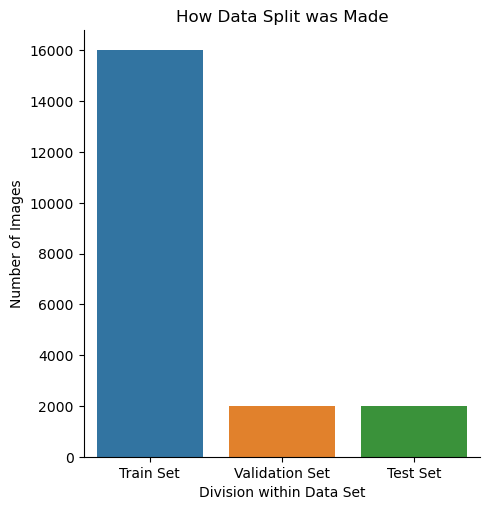 How Data Split was Made
16000
14000
12000
10000
8000
6000
4000
2000
0
Number of Images
Train Set
Validation Set
Test Set
Division within Data Set